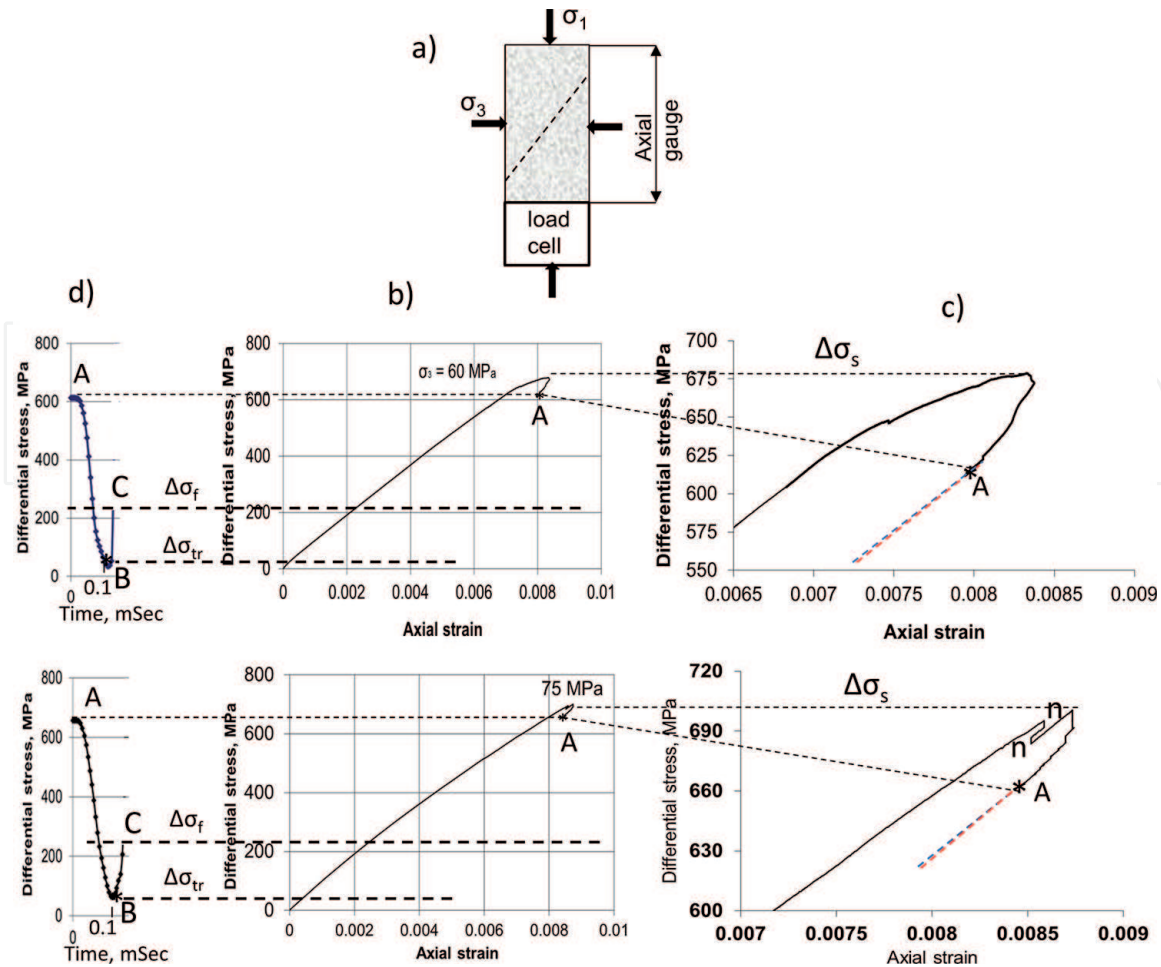 a)
σ1
σ3
Axial gauge
load
cell
d)
b)
c)
Differential stress, MPa
800
600
400
200
0
A
C
B
0.1
0
Time, mSec
Δσf
Δσtr
Differential stress, MPa
800
600
400
200
0
σ3 = 60 MPa
A
0 0.002 0.004 0.006 0.008 0.01
Axial strain
Differential stress, MPa
700
675
650
625
600
575
550
Δσs
A
0.0065 0.007 0.0075 0.008 0.0085 0.009
Axial strain
Differential stress, MPa
800
600
400
200
0
A
C
B
0.1
0
Time, mSec
Δσf
Δσtr
Differential stress, MPa
800
600
400
200
0
75 MPa
A
0 0.002 0.004 0.006 0.008 0.01
Axial strain
Differential stress, MPa
720
690
660
630
600
Δσs
n
n
A
0.007 0.0075 0.008 0.0085 0.009
Axial strain